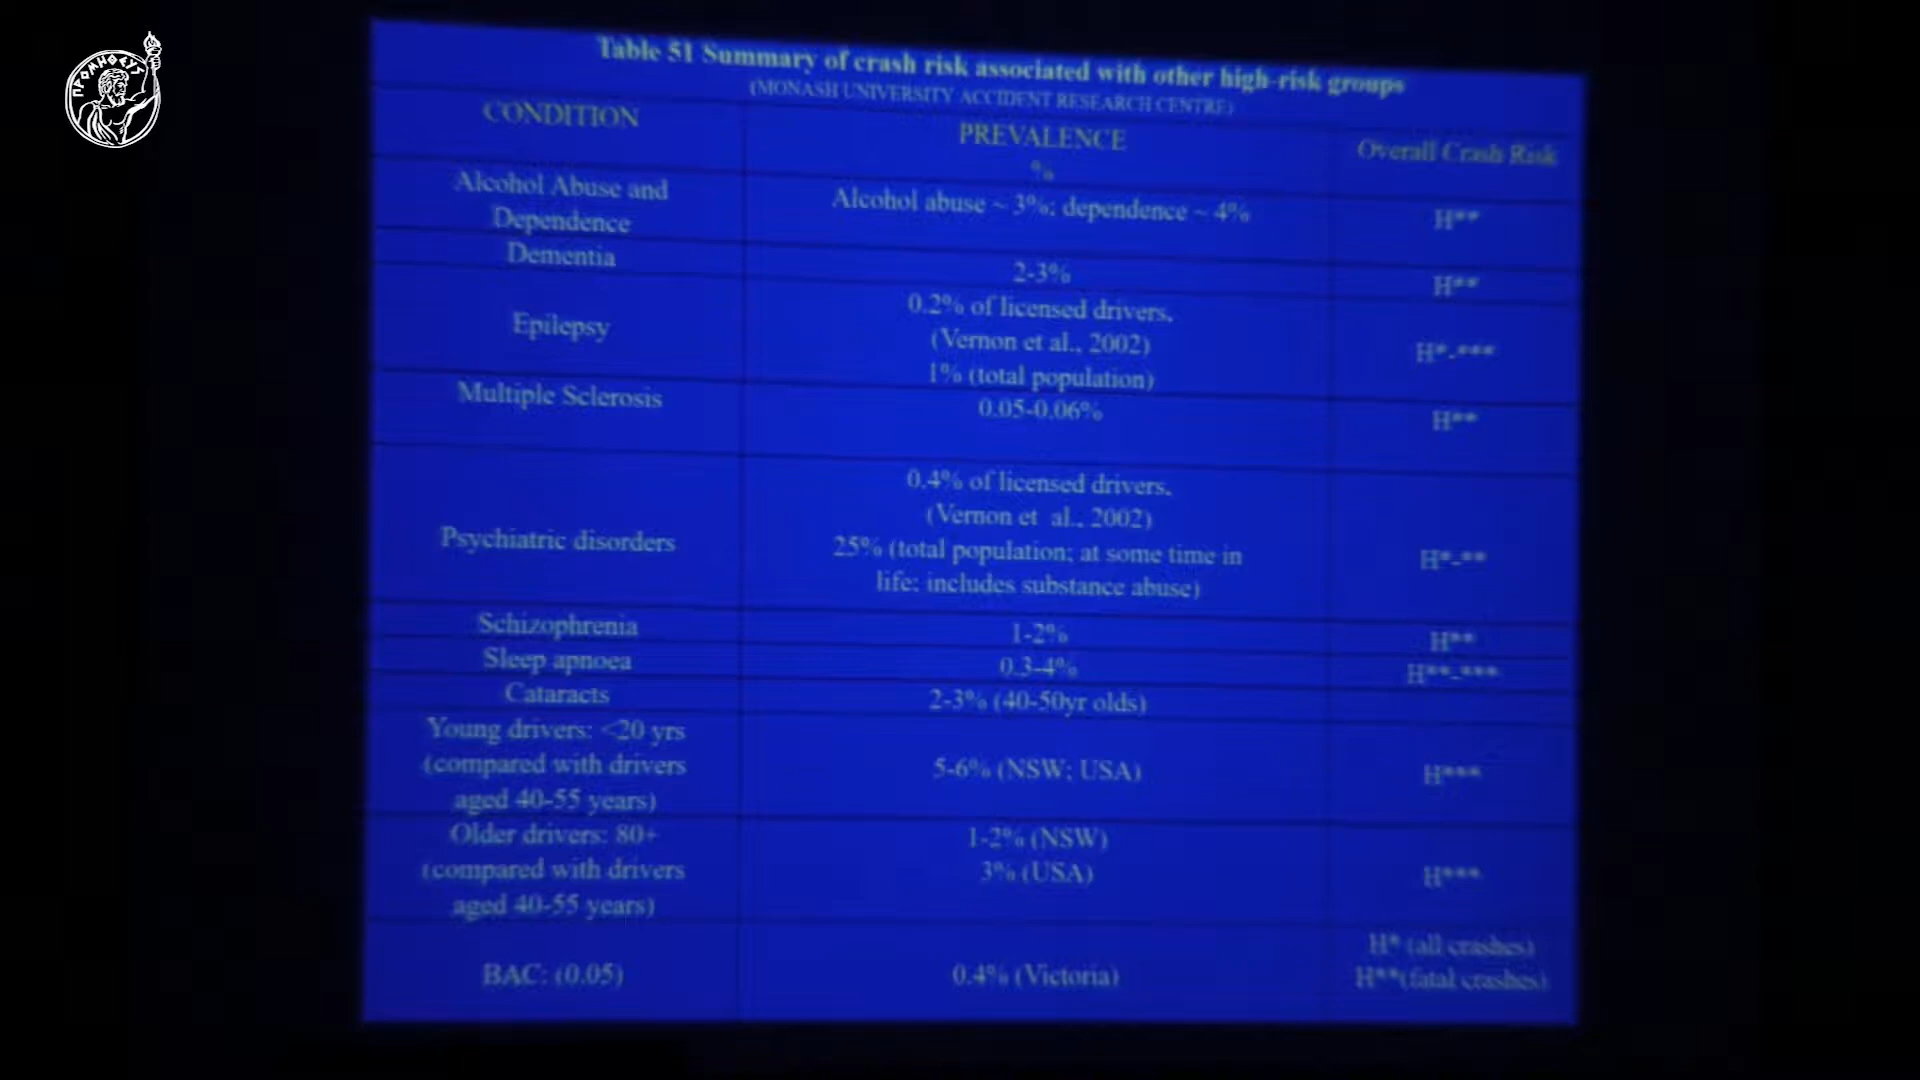 ΠΡΟΜΗΘΕΥΣ
Table 51 Summary of crash risk associated with other high-risk groups
(MONASH UNIVERSITY ACCIDENT RESEARCH CENTRE)
CONDITION
PREVALENCE
%
Overall Crash Risk
Alcohol Abuse and
Dependence
Alcohol abuse ~ 3%; dependence ~ 4%
H**
Dementia
2-3%
H**
Epilepsy
0.2% of licensed drivers.
(Vernon et al., 2002)
1% (total population)
H*-***
Multiple Sclerosis
0.05-0.06%
H**
Psychiatric disorders
0.4% of licensed drivers.
(Vernon et al., 2002)
25% (total population; at some time in
life; includes substance abuse)
H*-**
Schizophrenia
1-2%
H**
Sleep apnoea
0.3-4%
H**-***
Cataracts
2-3% (40-50yr olds)
Young drivers: <20 yrs
(compared with drivers
aged 40-55 years)
5-6% (NSW; USA)
H***
Older drivers: 80+
(compared with drivers
aged 40-55 years)
1-2% (NSW)
3% (USA)
H***
BAC: (0.05)
0.4% (Victoria)
H* (all crashes)
H**(fatal crashes)